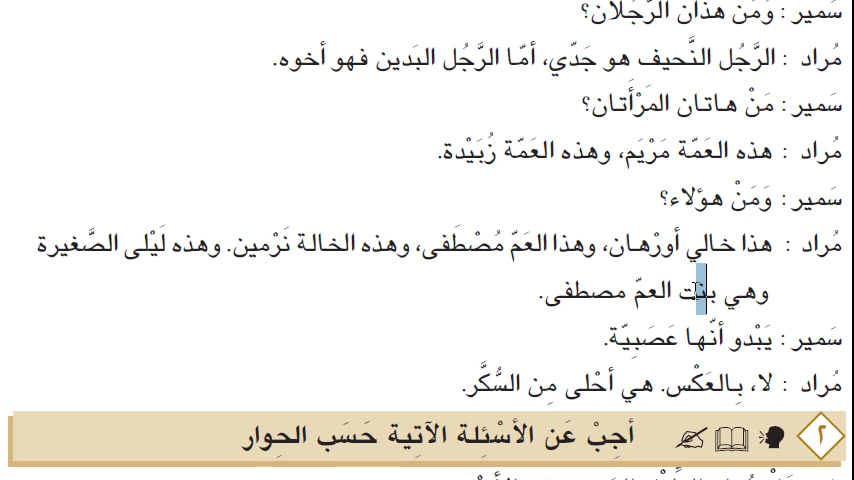 سَمير : وَمَن هذان الرَّجُلان؟
مُراد : الرَّجُل النَّحيف هو جَدّي، أمّا الرَّجُل البَدين فهو أخوه.
سَمير : مَنْ هاتان المَرْأَتان؟
مُراد : هذه العَمّة مَرْيَم، وهذه العَمّة زُبَيْدة.
سَمير : وَمَنْ هؤلاء؟
مُراد : هذا خالي أورْهان، وهذا العَمّ مُصْطَفى، وهذه الخالة نَرْمين. وهذه لَيْلى الصَّغيرة
وهي بنت العمّ مصطفى.
سَمير : يَبْدو أنّها عَصَبِيّة.
مُراد : لا، بِالعَكْس. هي أحْلى مِن السُّكَّر.
٢ أجِبْ عَن الأسْئِلة الآتِية حَسَب الحِوار